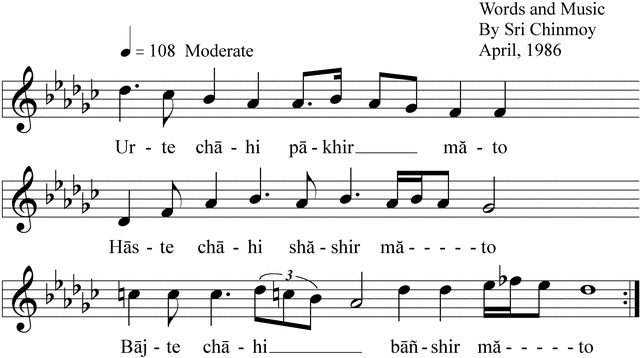 Words and Music
By Sri Chinmoy
= 108 Moderate
April, 1986
Ur - te chā - hi pā - khir mă - to
Hās - te chā - hi shă - shir mă - - - - - to
3
Bāj - te chā - hi bāñ - shir mă - - - - - to